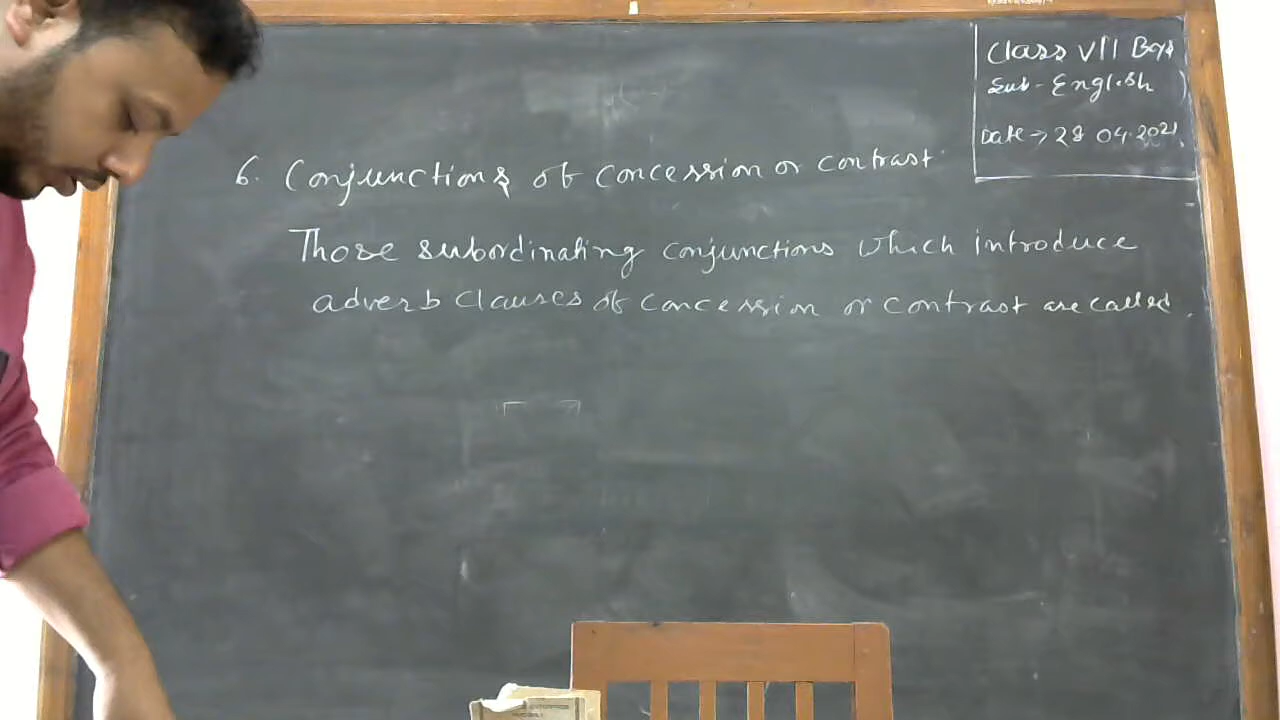 Class VII Boys
Sub- English
Date → 28 04.2021
6. Conjunctions of concession or contrast
Those subordinating conjunctions which introduce
adverb clauses of concession or contrast are called
ENTERPRISE